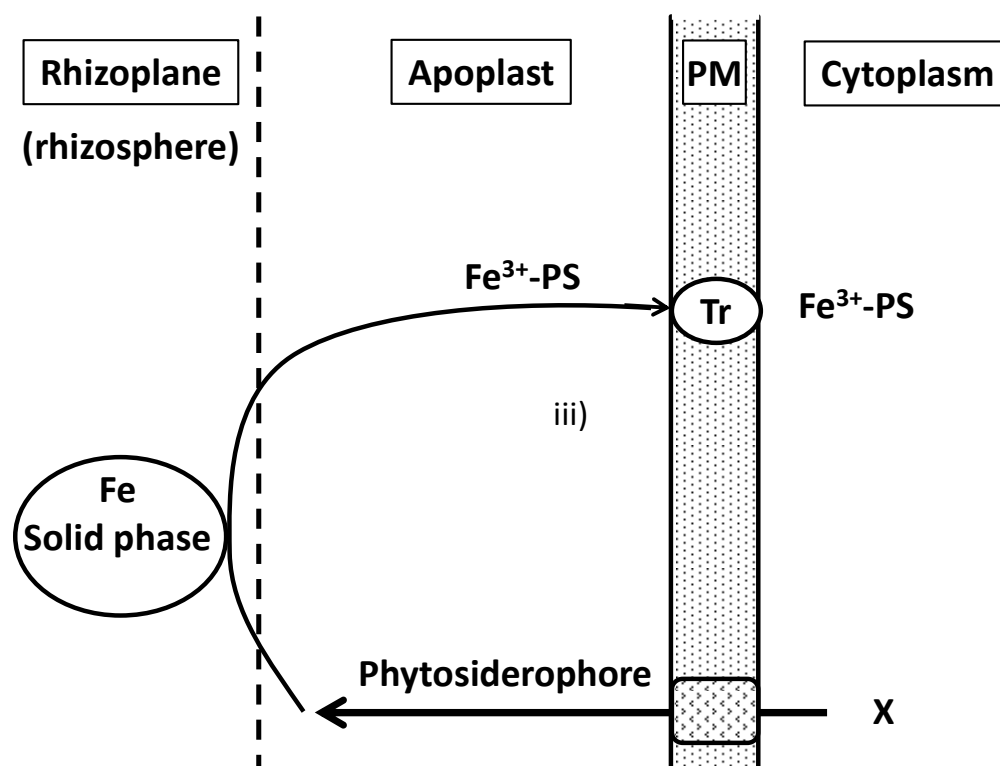 Rhizoplane
(rhizosphere)
Apoplast
PM
Cytoplasm
Fe³⁺-PS
Tr
Fe³⁺-PS
iii)
Fe
Solid phase
Phytosiderophore
X